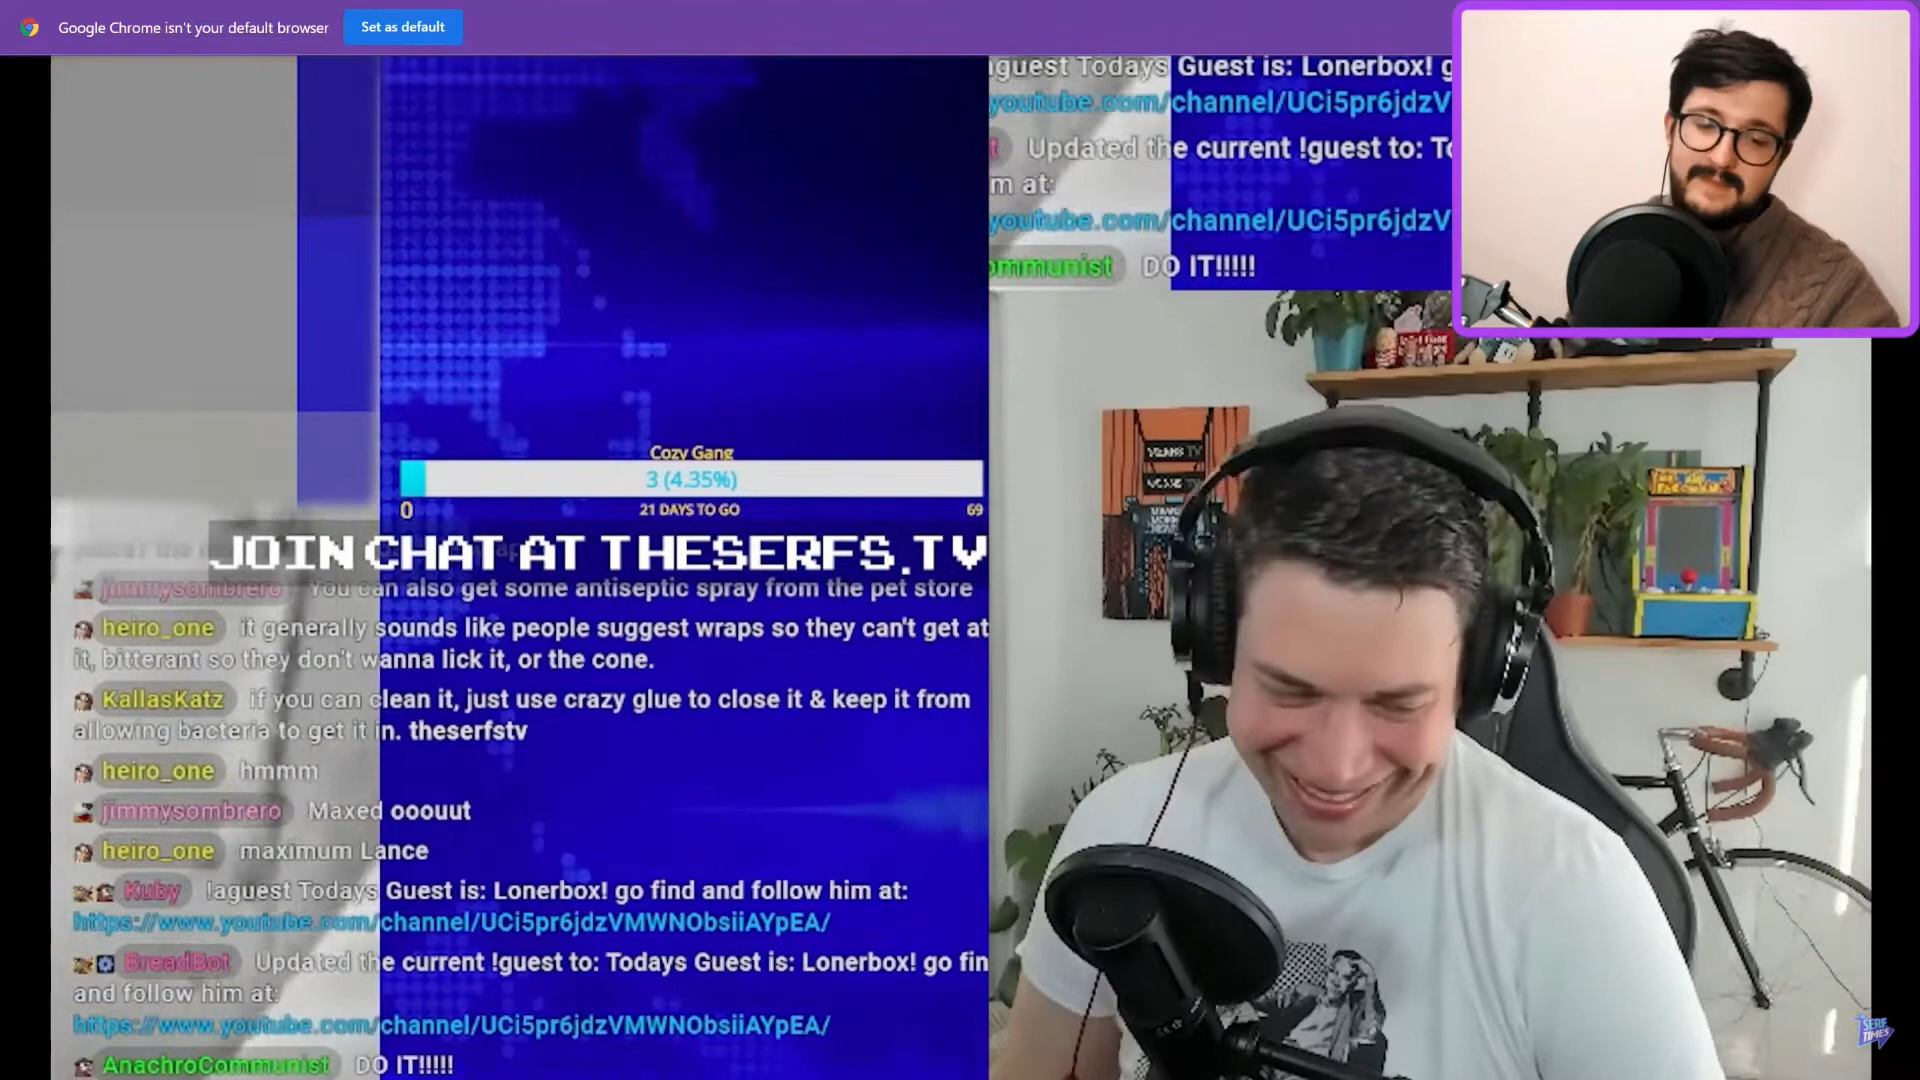 Google Chrome isn't your default browser
Set as default
guest Todays Guest is: Lonerbox! g
youtube.com/channel/UCi5pr6jdzV
Updated the current !guest to: To
m at:
youtube.com/channel/UCi5pr6jdzV
ommunist DO IT!!!!!
Cozy Gang
3 (4.35%)
0 21 DAYS TO GO 69
JOIN CHAT AT THESERFS.TV
jimmysombrero You can also get some antiseptic spray from the pet store
heiro_one it generally sounds like people suggest wraps so they can't get at
it, bitterant so they don't wanna lick it, or the cone.
KallasKatz if you can clean it, just use crazy glue to close it & keep it from
allowing bacteria to get it in. theserfstv
heiro_one hmmm
jimmysombrero Maxed ooouut
heiro_one maximum Lance
Kuby !aguest Todays Guest is: Lonerbox! go find and follow him at:
https://www.youtube.com/channel/UCi5pr6jdzVMWNObsiiAYpEA/
BreadBot Updated the current !guest to: Todays Guest is: Lonerbox! go fin
and follow him at:
https://www.youtube.com/channel/UCi5pr6jdzVMWNObsiiAYpEA/
AnachroCommunist DO IT!!!!!
SERF
TIMES